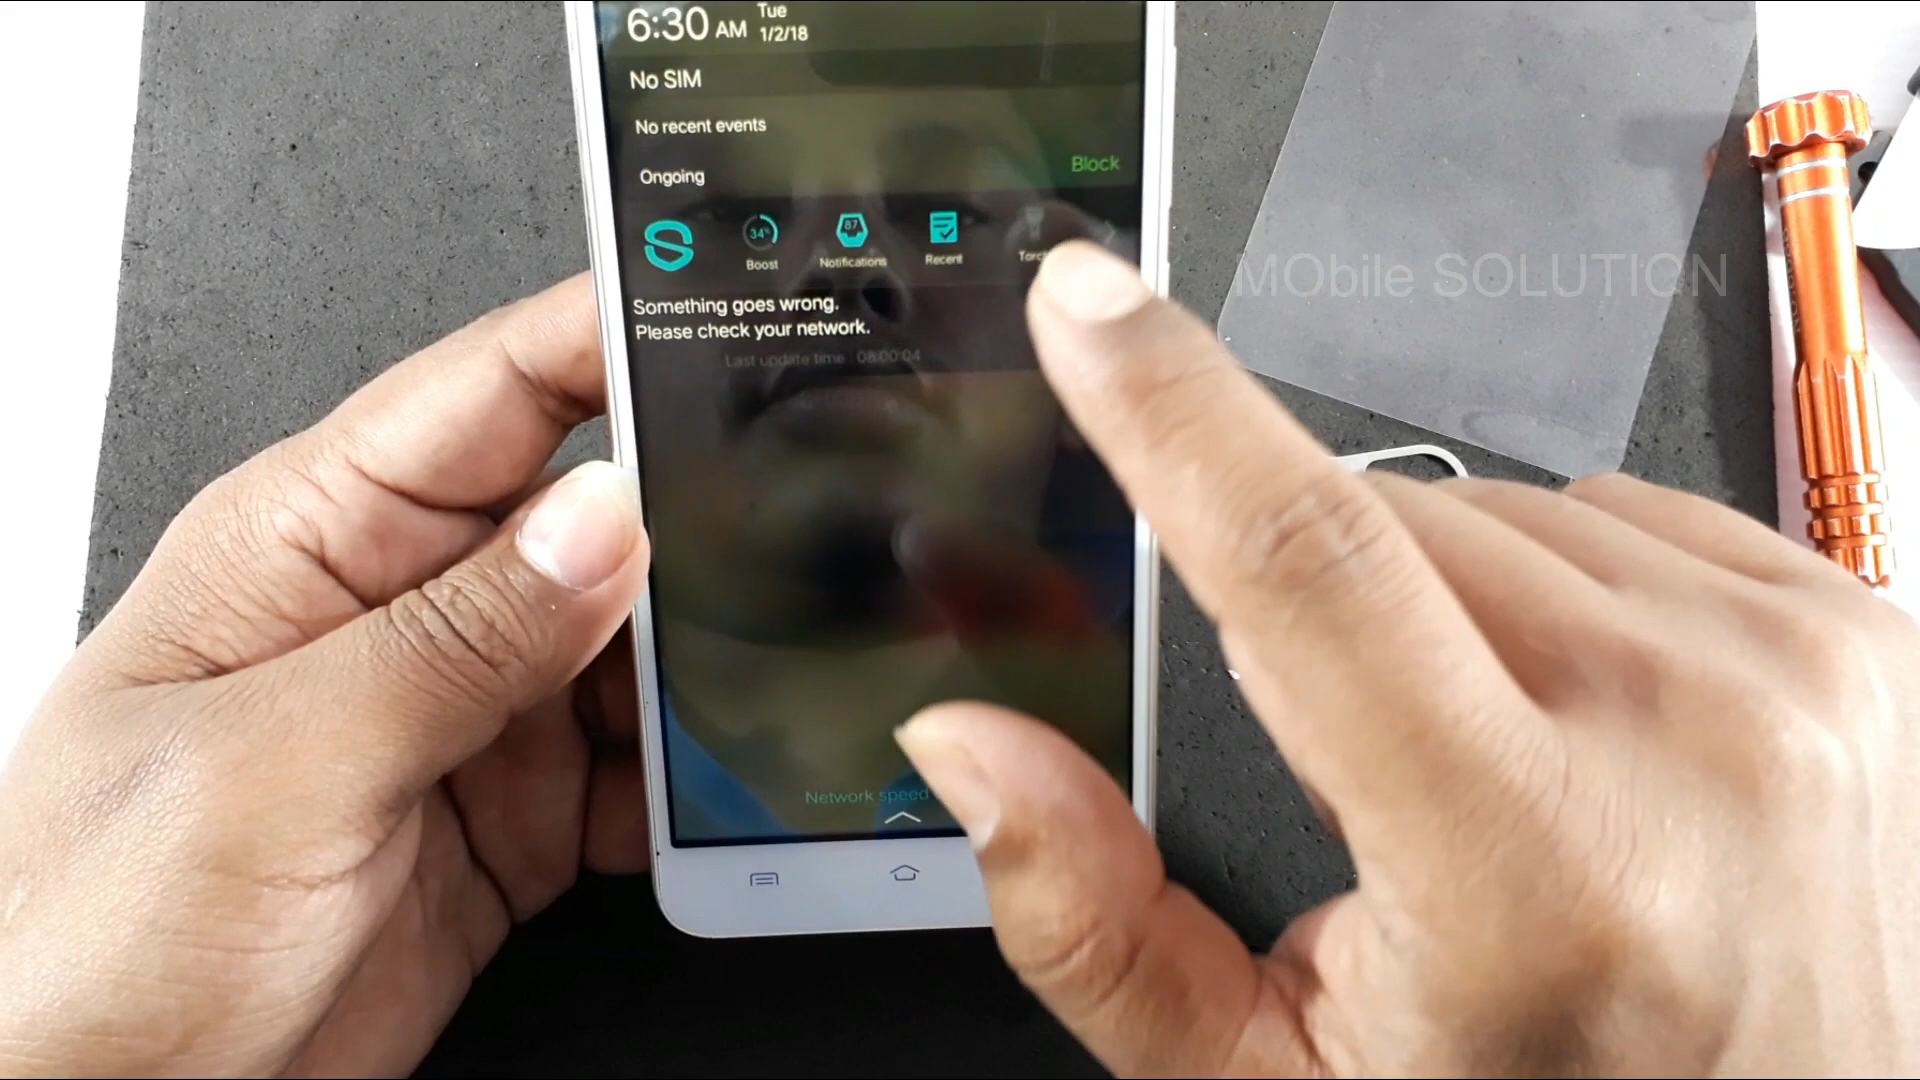 6:30 AM Tue 1/2/18
No SIM
No recent events
Ongoing Block
34% 87
Boost Notifications Recent
Something goes wrong.
Please check your network.
Last update time 08:00:04
Network speed
MObile SOLUTION